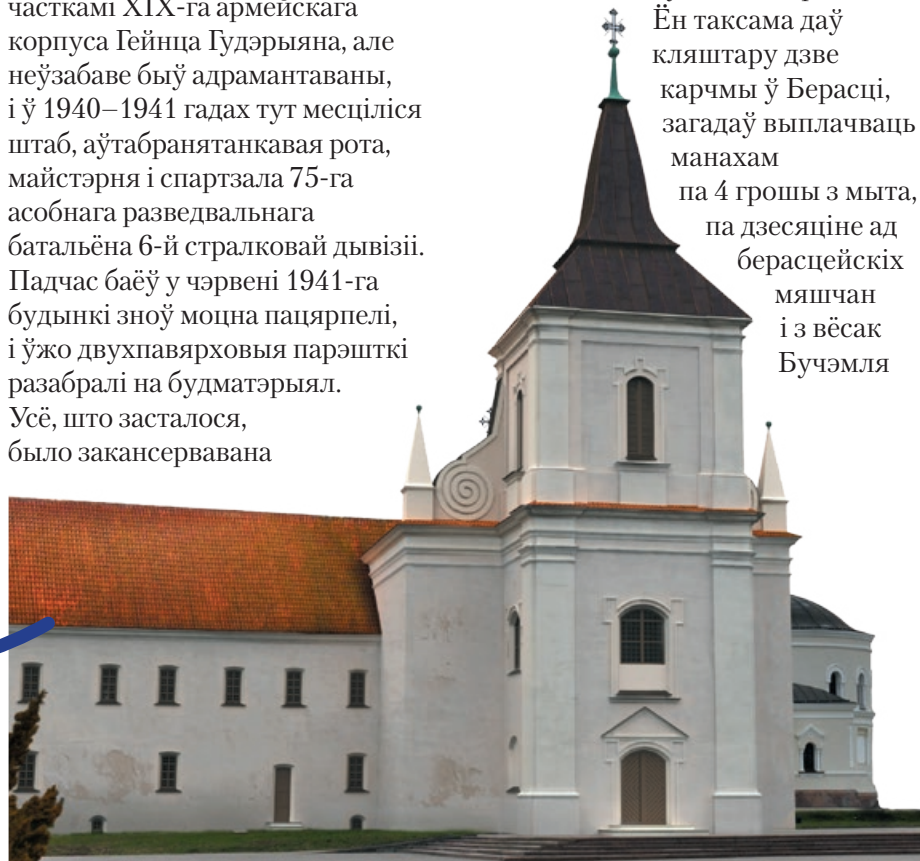 часткамі XIX-га армейскага
корпуса Гейнца Гудэрыяна, але
неўзабаве быў адрамантаваны,
і ў 1940–1941 гадах тут месціліся
штаб, аўтабранятанкавая рота,
майстэрня і спартзала 75-га
асобнага разведвальнага
батальёна 6-й стралковай дывізіі.
Падчас баёў у чэрвені 1941-га
будынкі зноў моцна пацярпелі,
і ўжо двухпавярховыя парэшткі
разабралі на будматэрыял.
Усё, што засталося,
было закансервавана
Ён таксама даў
кляштару дзве
карчмы ў Берасці,
загадаў выплачваць
манахам
па 4 грошы з мыта,
па дзесяціне ад
берасцейскіх
мяшчан
і з вёсак
Бучэмля